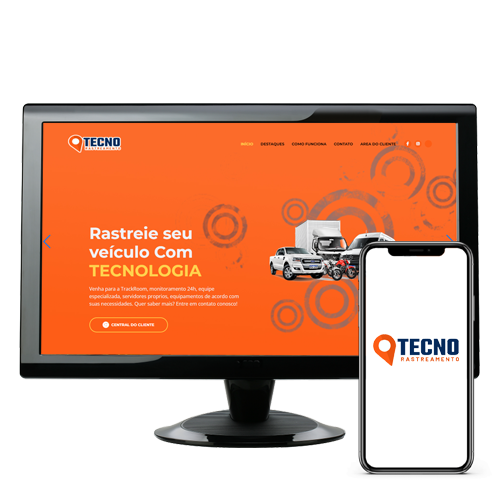 TECNO
RASTREAMENTO
INÍCIO DESTAQUES COMO FUNCIONA CONTATO AREA DO CLIENTE
Rastreie seu
veículo Com
TECNOLOGIA
Venha para a TrackRoom, monitoramento 24h, equipe
especializada, servidores proprios, equipamentos de acordo com
suas necessidades. Quer saber mais? Entre em contato conosco!
CENTRAL DO CLIENTE
TECNO
RASTREAMENTO